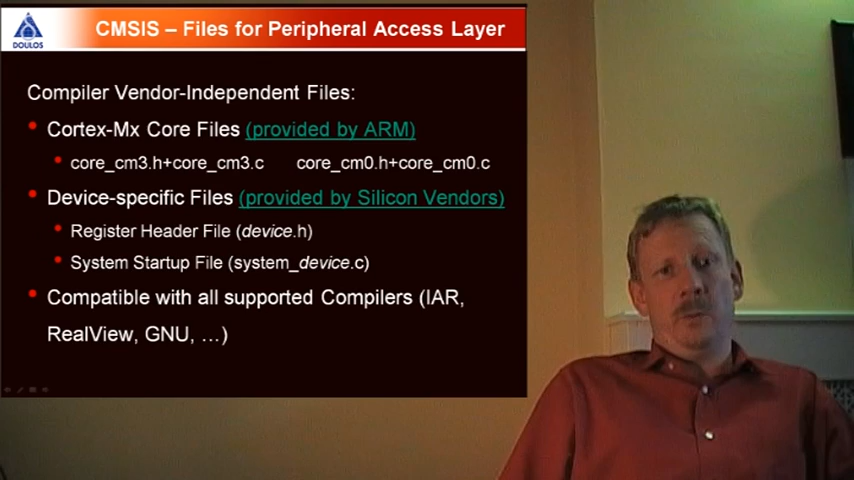 DOULOS
CMSIS – Files for Peripheral Access Layer
Compiler Vendor-Independent Files:
• Cortex-Mx Core Files (provided by ARM)
• core_cm3.h+core_cm3.c core_cm0.h+core_cm0.c
• Device-specific Files (provided by Silicon Vendors)
• Register Header File (device.h)
• System Startup File (system_device.c)
• Compatible with all supported Compilers (IAR,
RealView, GNU, ...)